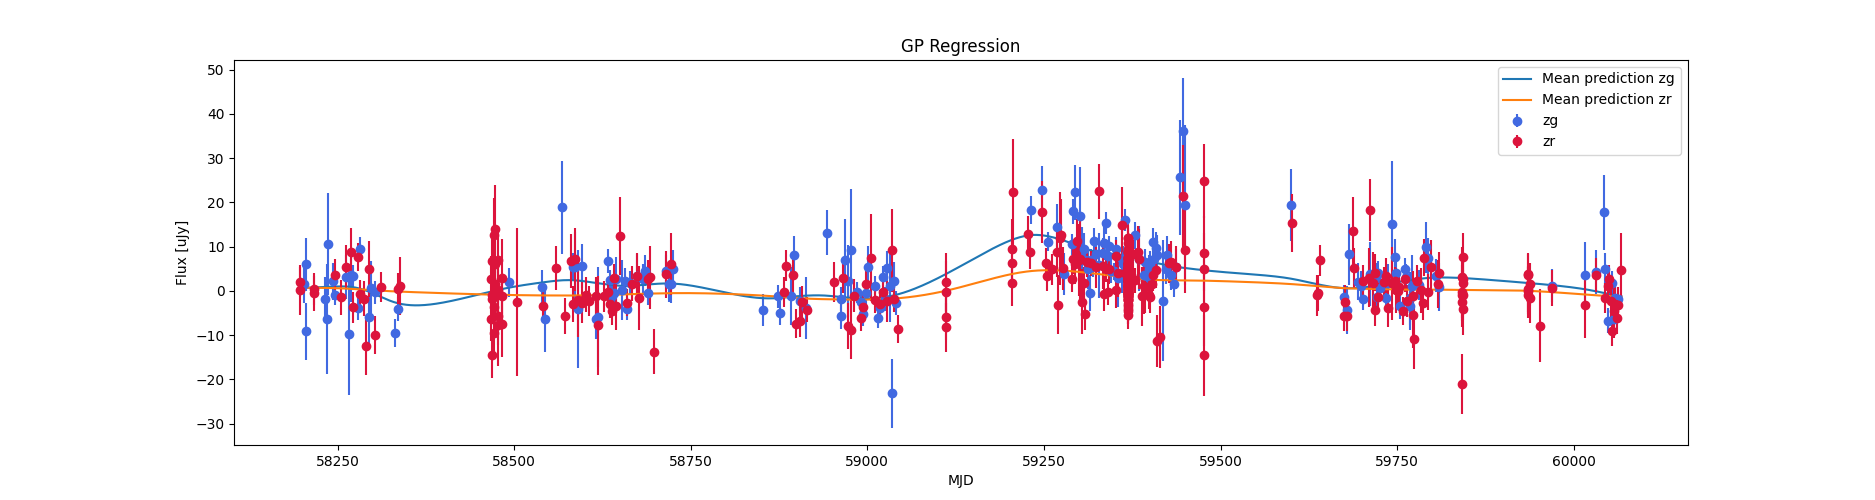 GP Regression
Flux [uJy]
50
40
30
20
10
0
−10
−20
−30
58250
58500
58750
59000
59250
59500
59750
60000
MJD
Mean prediction zg
Mean prediction zr
zg
zr